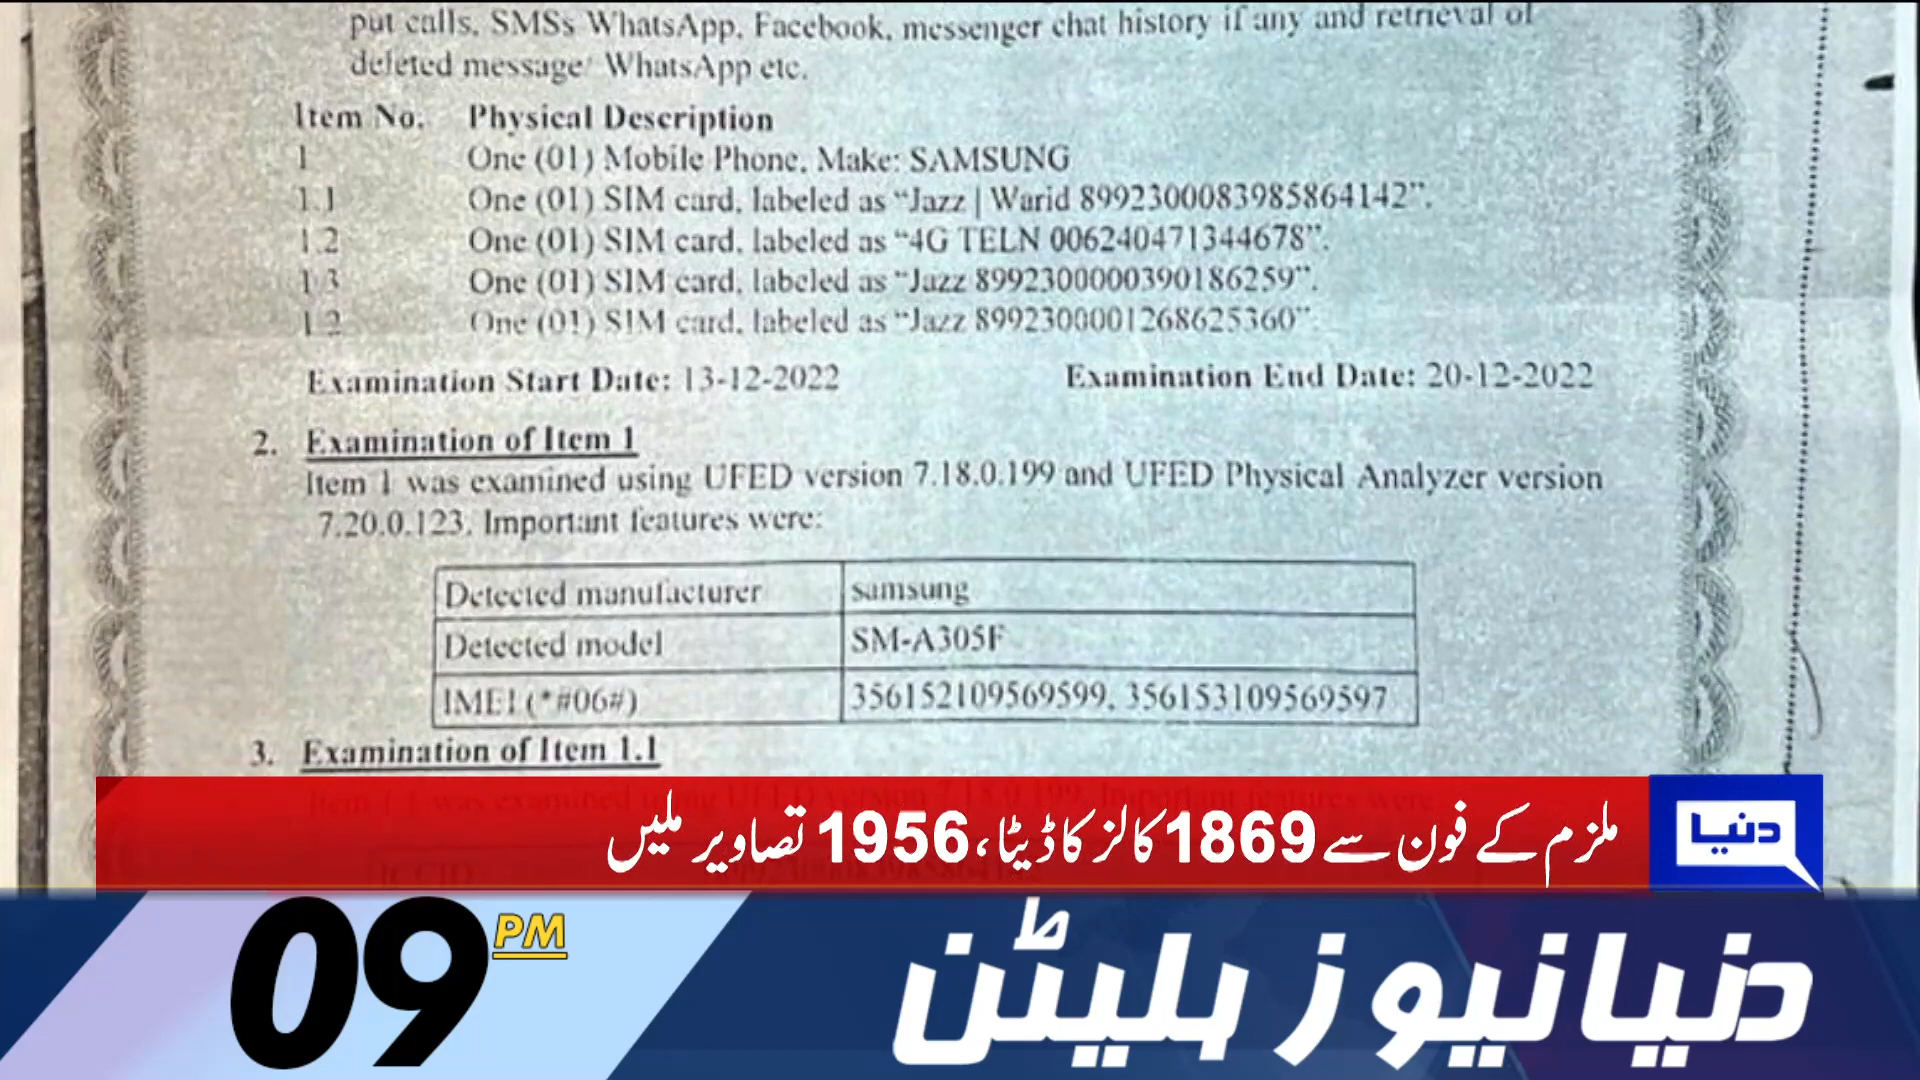 put calls, SMSs WhatsApp, Facebook, messenger chat history if any and retrieval of
deleted message/ WhatsApp etc.
Item No. Physical Description
1 One (01) Mobile Phone, Make: SAMSUNG
1.1 One (01) SIM card, labeled as “Jazz | Warid 8992300083985864142”.
1.2 One (01) SIM card, labeled as “4G TELN 006240471344678”.
1.3 One (01) SIM card, labeled as “Jazz 8992300000390186259”.
1.2 One (01) SIM card, labeled as “Jazz 8992300001268625360”.
Examination Start Date: 13-12-2022 Examination End Date: 20-12-2022
2. Examination of Item 1
Item 1 was examined using UFED version 7.18.0.199 and UFED Physical Analyzer version
7.20.0.123. Important features were:
Detected manufacturer samsung
Detected model SM-A305F
IMEI (*#06#) 356152109569599, 356153109569597
3. Examination of Item 1.1
ملزم کے فون سے 1869 کالز کا ڈیٹا، 1956 تصاویر ملیں
دنیا
09 PM
دنیا نیوز بلیٹن